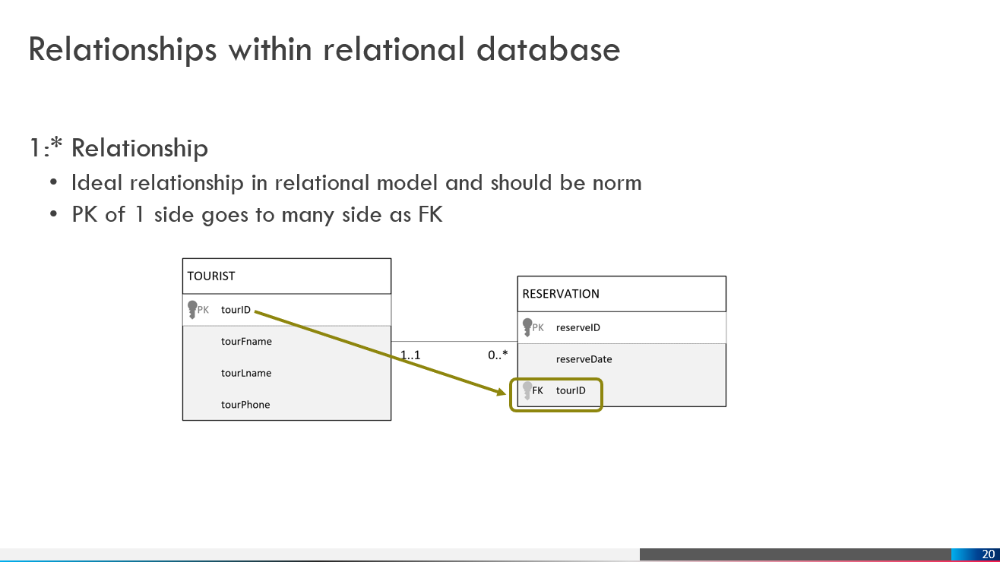 Relationships within relational database
1:* Relationship
• Ideal relationship in relational model and should be norm
• PK of 1 side goes to many side as FK
TOURIST
PK tourID
tourFname
tourLname
tourPhone
1..1 0..*
RESERVATION
PK reserveID
reserveDate
FK tourID
20